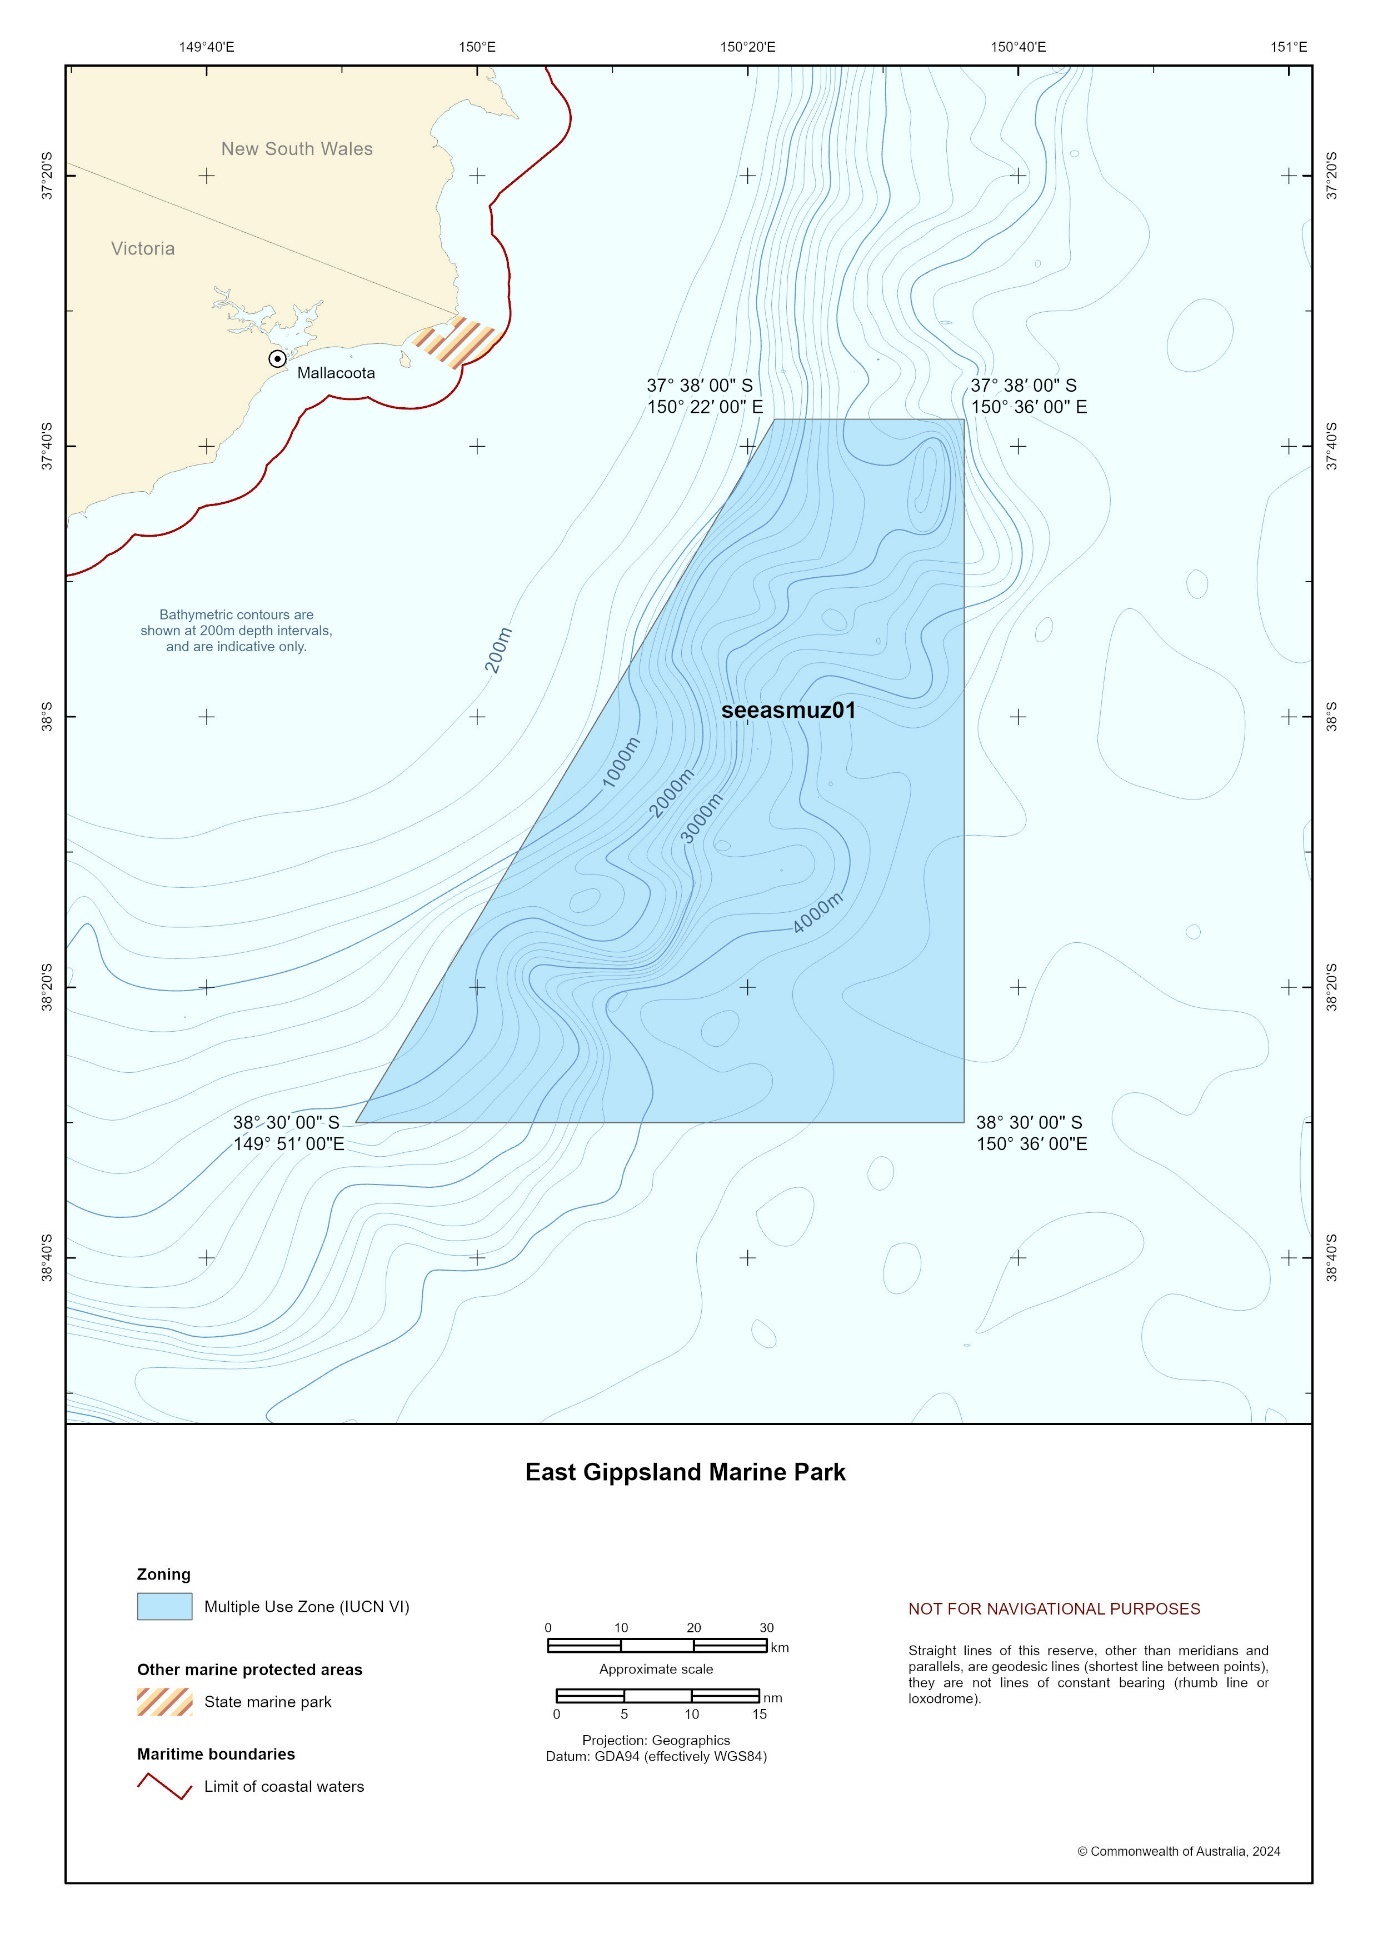 149°40'E
150°E
150°20'E
150°40'E
151°E
37°20'S
37°20'S
New South Wales
Victoria
Mallacoota
37° 38′ 00" S
150° 22′ 00" E
37° 38′ 00" S
150° 36′ 00" E
37°40'S
37°40'S
Bathymetric contours are
shown at 200m depth intervals,
and are indicative only.
200m
38°S
38°S
seeasmuz01
1000m
2000m
3000m
4000m
38°20'S
38°20'S
38° 30′ 00" S
149° 51′ 00"E
38° 30′ 00" S
150° 36′ 00"E
38°40'S
38°40'S
East Gippsland Marine Park
Zoning
Multiple Use Zone (IUCN VI)
Other marine protected areas
State marine park
Maritime boundaries
Limit of coastal waters
0 10 20 30
km
Approximate scale
nm
0 5 10 15
Projection: Geographics
Datum: GDA94 (effectively WGS84)
NOT FOR NAVIGATIONAL PURPOSES
Straight lines of this reserve, other than meridians and
parallels, are geodesic lines (shortest line between points),
they are not lines of constant bearing (rhumb line or
loxodrome).
© Commonwealth of Australia, 2024